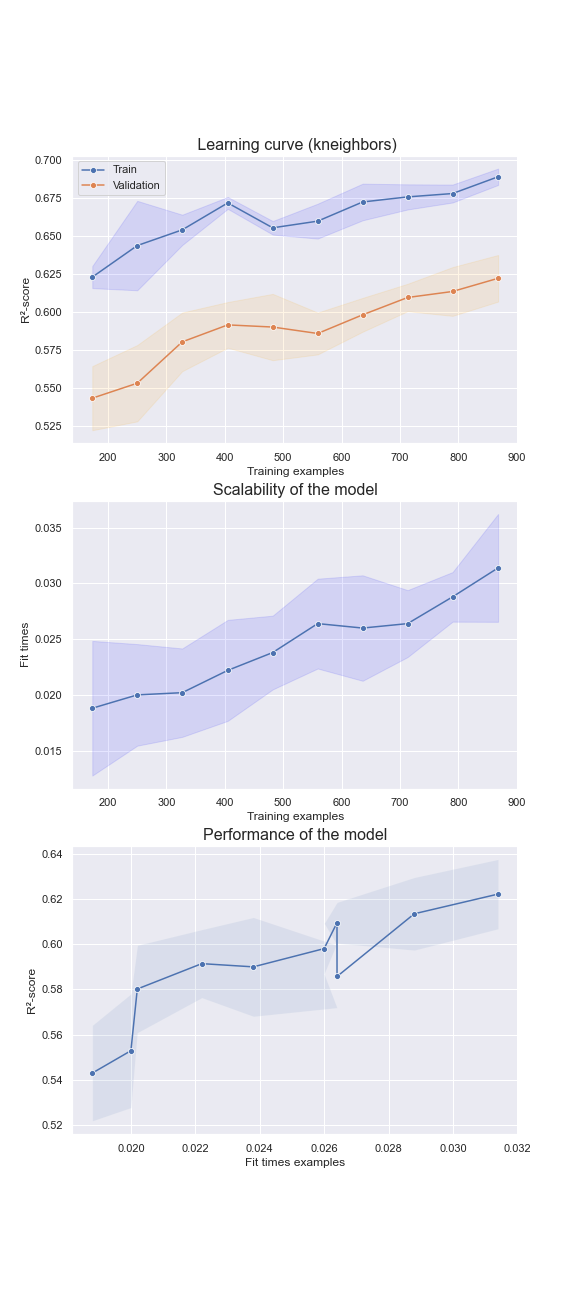 Learning curve (kneighbors)
Train
Validation
0.700
0.675
0.650
0.625
0.600
0.575
0.550
0.525
R²-score
200 300 400 500 600 700 800 900
Training examples
Scalability of the model
0.035
0.030
0.025
0.020
0.015
Fit times
200 300 400 500 600 700 800 900
Training examples
Performance of the model
0.64
0.62
0.60
0.58
0.56
0.54
0.52
R²-score
0.020 0.022 0.024 0.026 0.028 0.030 0.032
Fit times examples